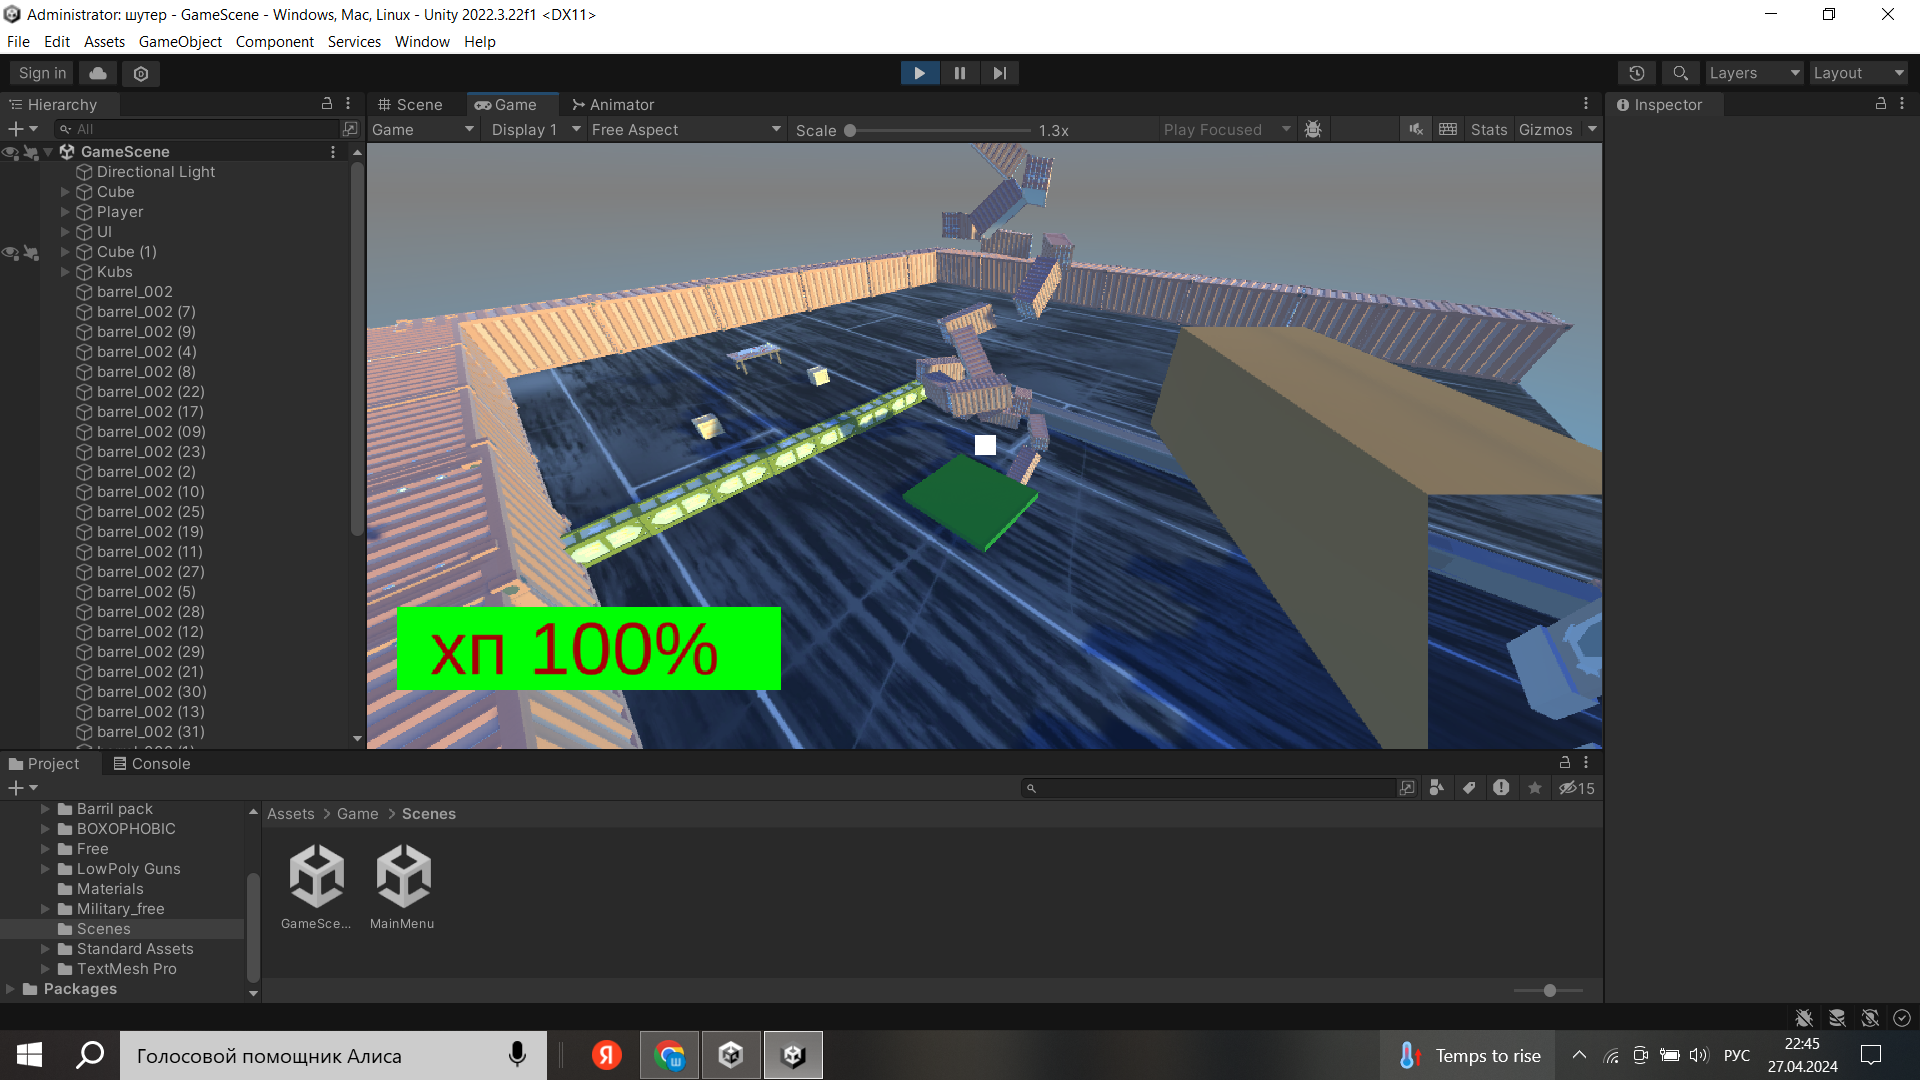 Administrator: шутер - GameScene - Windows, Mac, Linux - Unity 2022.3.22f1 <DX11>
File Edit Assets GameObject Component Services Window Help
Sign in
Layers
Layout
Hierarchy
Scene
Game
Animator
Inspector
All
Game
Display 1
Free Aspect
Scale
1.3x
Play Focused
Stats
Gizmos
GameScene
Directional Light
Cube
Player
UI
Cube (1)
Kubs
barrel_002
barrel_002 (7)
barrel_002 (9)
barrel_002 (4)
barrel_002 (8)
barrel_002 (22)
barrel_002 (17)
barrel_002 (09)
barrel_002 (23)
barrel_002 (2)
barrel_002 (10)
barrel_002 (25)
barrel_002 (19)
barrel_002 (11)
barrel_002 (27)
barrel_002 (5)
barrel_002 (28)
barrel_002 (12)
barrel_002 (29)
barrel_002 (21)
barrel_002 (30)
barrel_002 (13)
barrel_002 (31)
хп 100%
Project
Console
15
Barril pack
BOXOPHOBIC
Free
LowPoly Guns
Materials
Military_free
Scenes
Standard Assets
TextMesh Pro
Packages
Assets > Game > Scenes
GameSce...
MainMenu
Голосовой помощник Алиса
Я
Temps to rise
РУС
22:45
27.04.2024